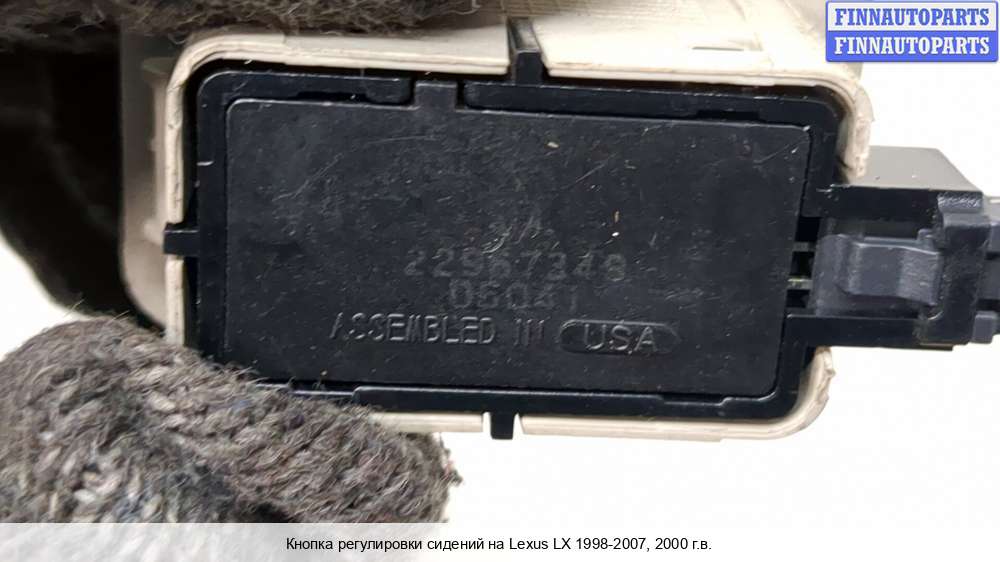 FINNAUTOPARTS
FINNAUTOPARTS
22967348
ASSEMBLED IN USA
Кнопка регулировки сидений на Lexus LX 1998-2007, 2000 г.в.